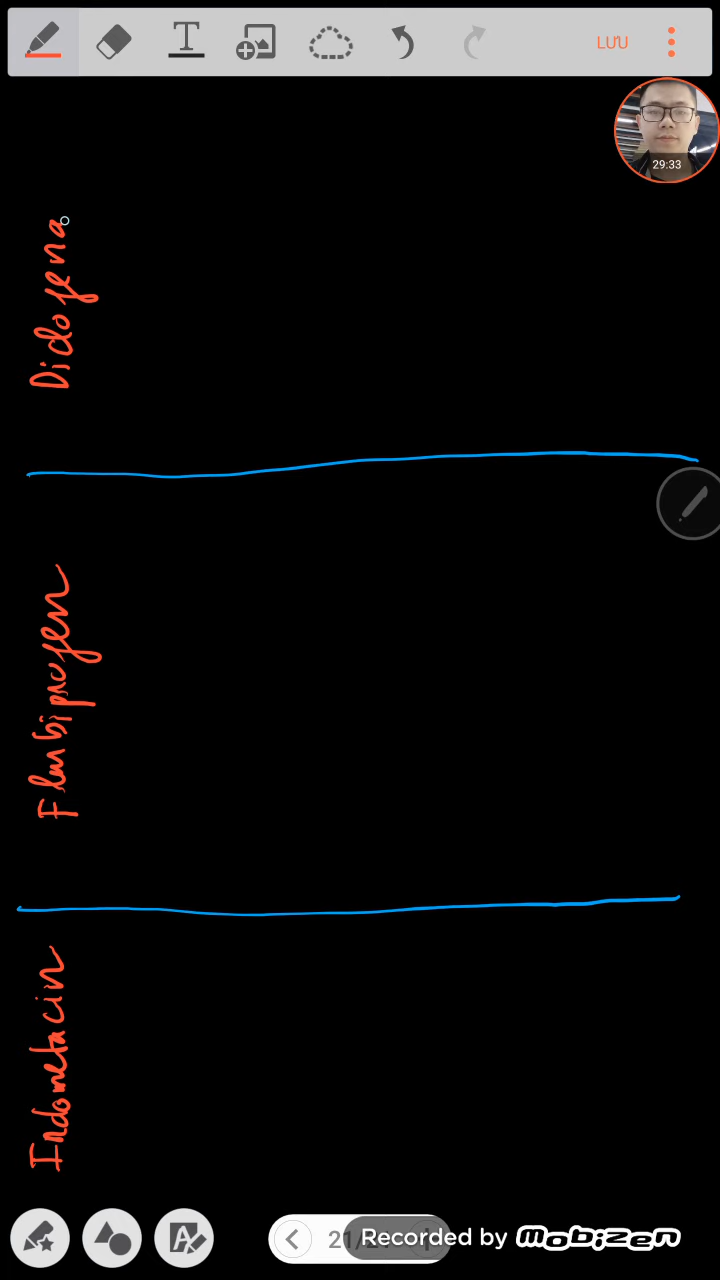 LƯU
29:33
Indometacin
Flurbiprofen
Diclofena
Recorded by Mobizen